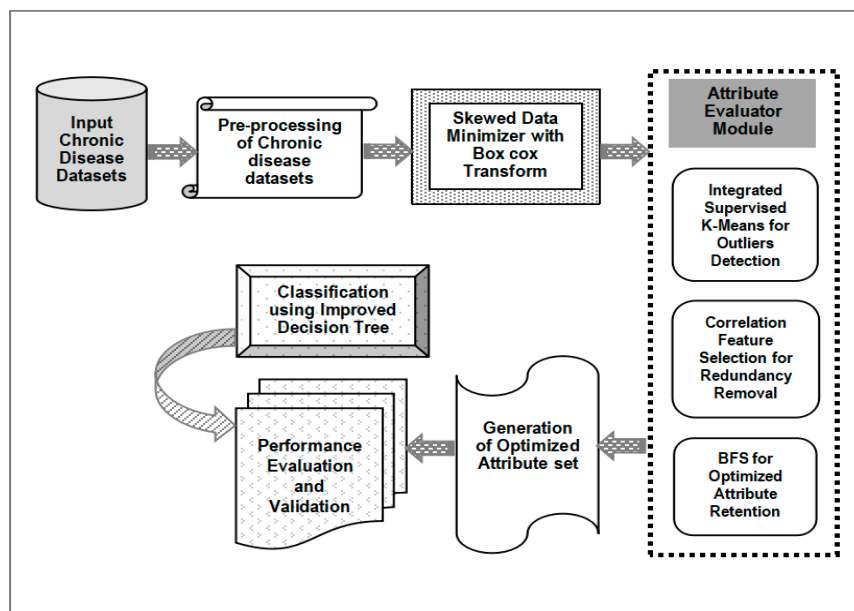 Input
Chronic
Disease
Datasets
Pre-processing
of Chronic
disease
datasets
Skewed Data
Minimizer with
Box cox
Transform
Attribute
Evaluator
Module
Integrated
Supervised
K-Means for
Outliers
Detection
Correlation
Feature
Selection for
Redundancy
Removal
BFS for
Optimized
Attribute
Retention
Generation
of Optimized
Attribute set
Classification
using Improved
Decision Tree
Performance
Evaluation
and
Validation